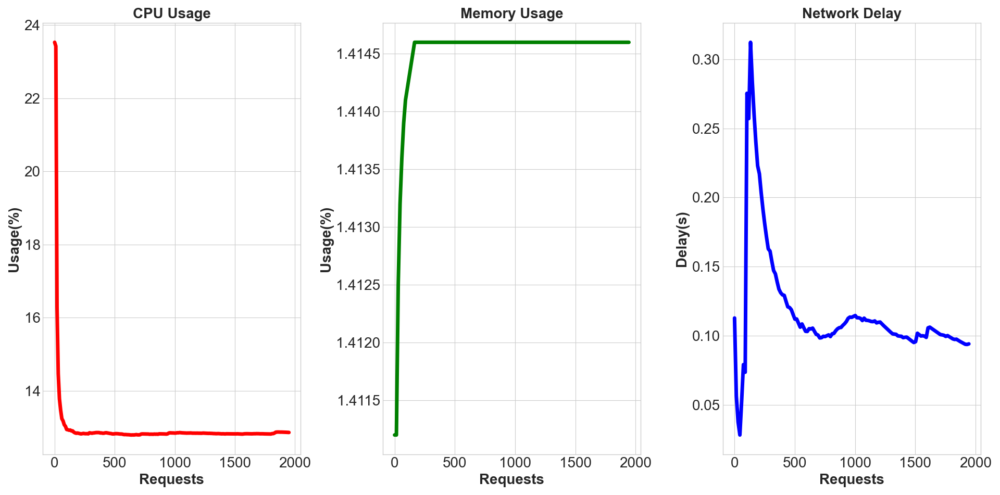 CPU Usage
Usage(%)
24
22
20
18
16
14
0 500 1000 1500 2000
Requests
Memory Usage
Usage(%)
1.4145
1.4140
1.4135
1.4130
1.4125
1.4120
1.4115
0 500 1000 1500 2000
Requests
Network Delay
Delay(s)
0.30
0.25
0.20
0.15
0.10
0.05
0 500 1000 1500 2000
Requests